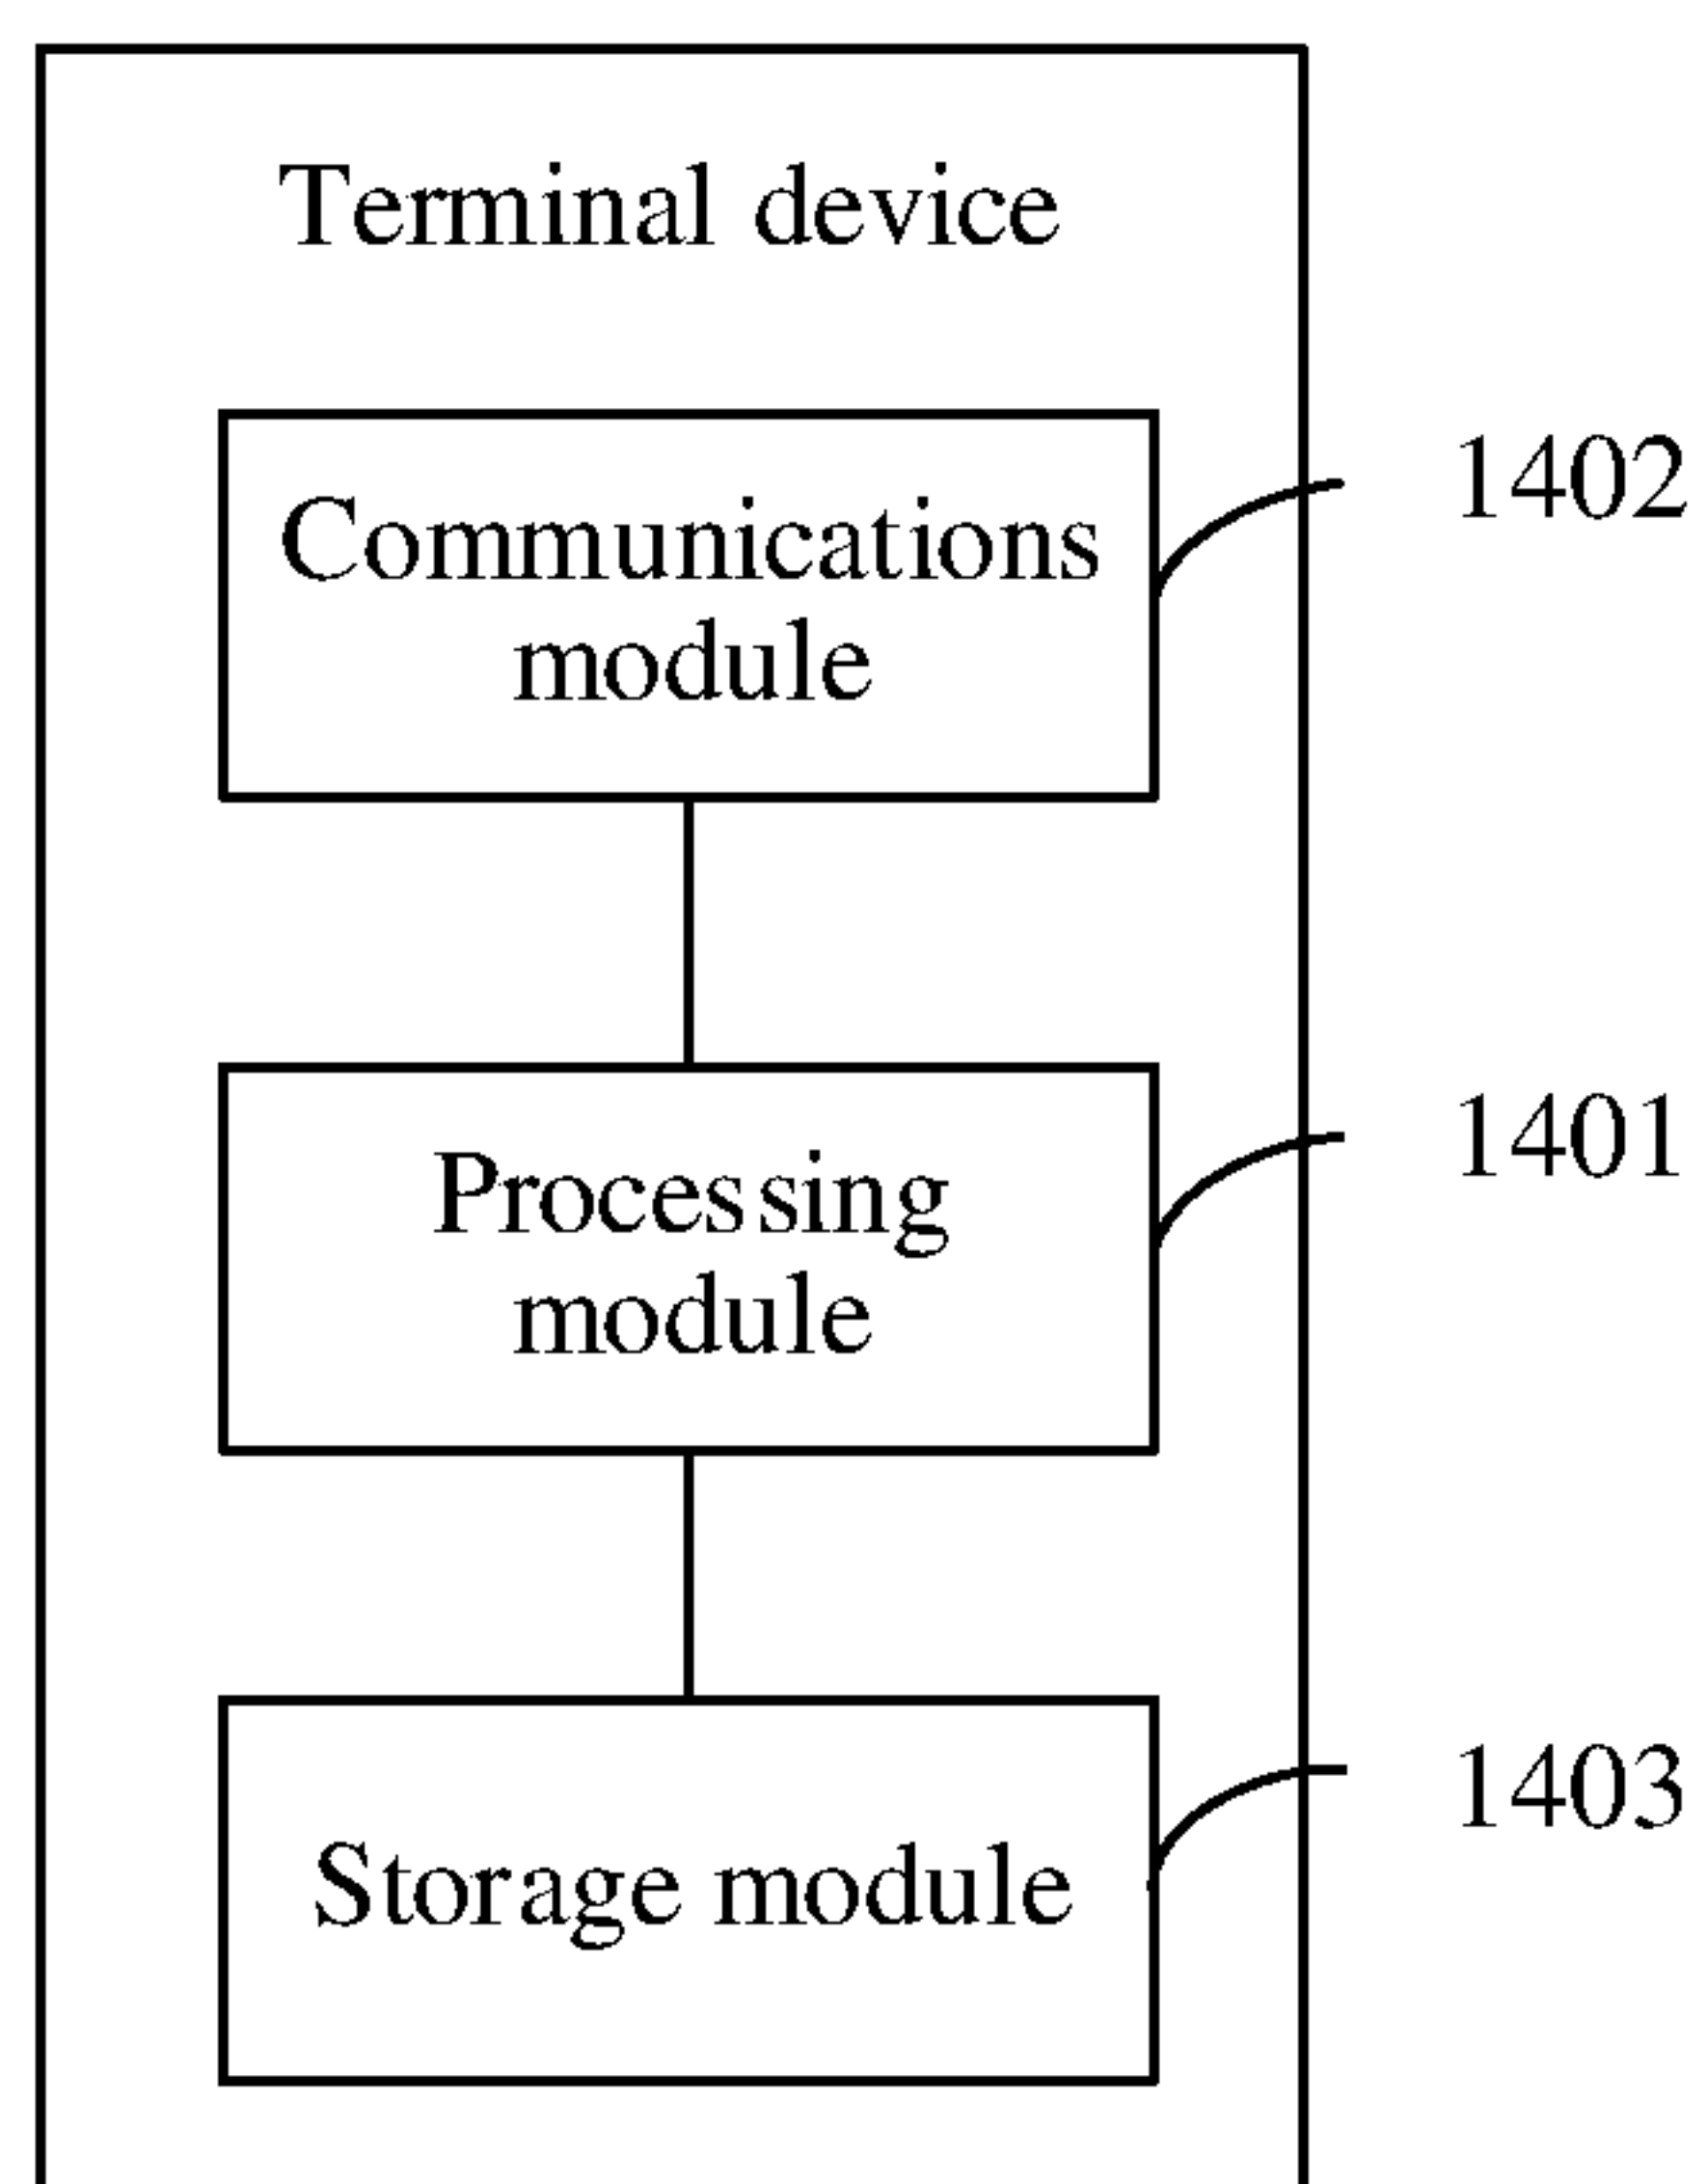 Terminal device
Communications
module
1402
Processing
module
1401
Storage module
1403